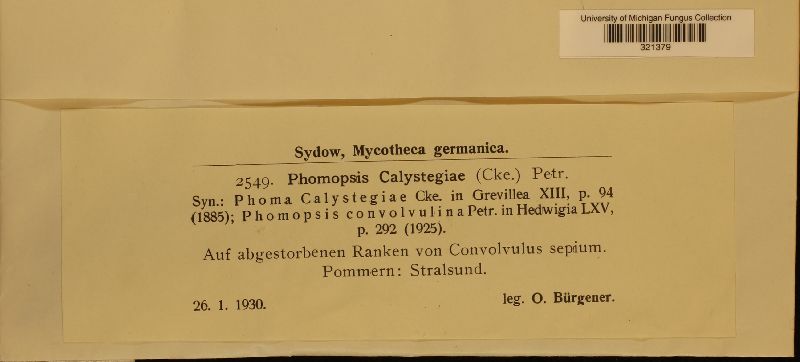 University of Michigan Fungus Collection
321379
Sydow, Mycotheca germanica.
2549. Phomopsis Calystegiae (Cke.) Petr.
Syn.: Phoma Calystegiae Cke. in Grevillea XIII, p. 94
(1885); Phomopsis convolvulina Petr. in Hedwigia LXV,
p. 292 (1925).
Auf abgestorbenen Ranken von Convolvulus sepium.
Pommern: Stralsund.
26. 1. 1930. leg. O. Bürgener.